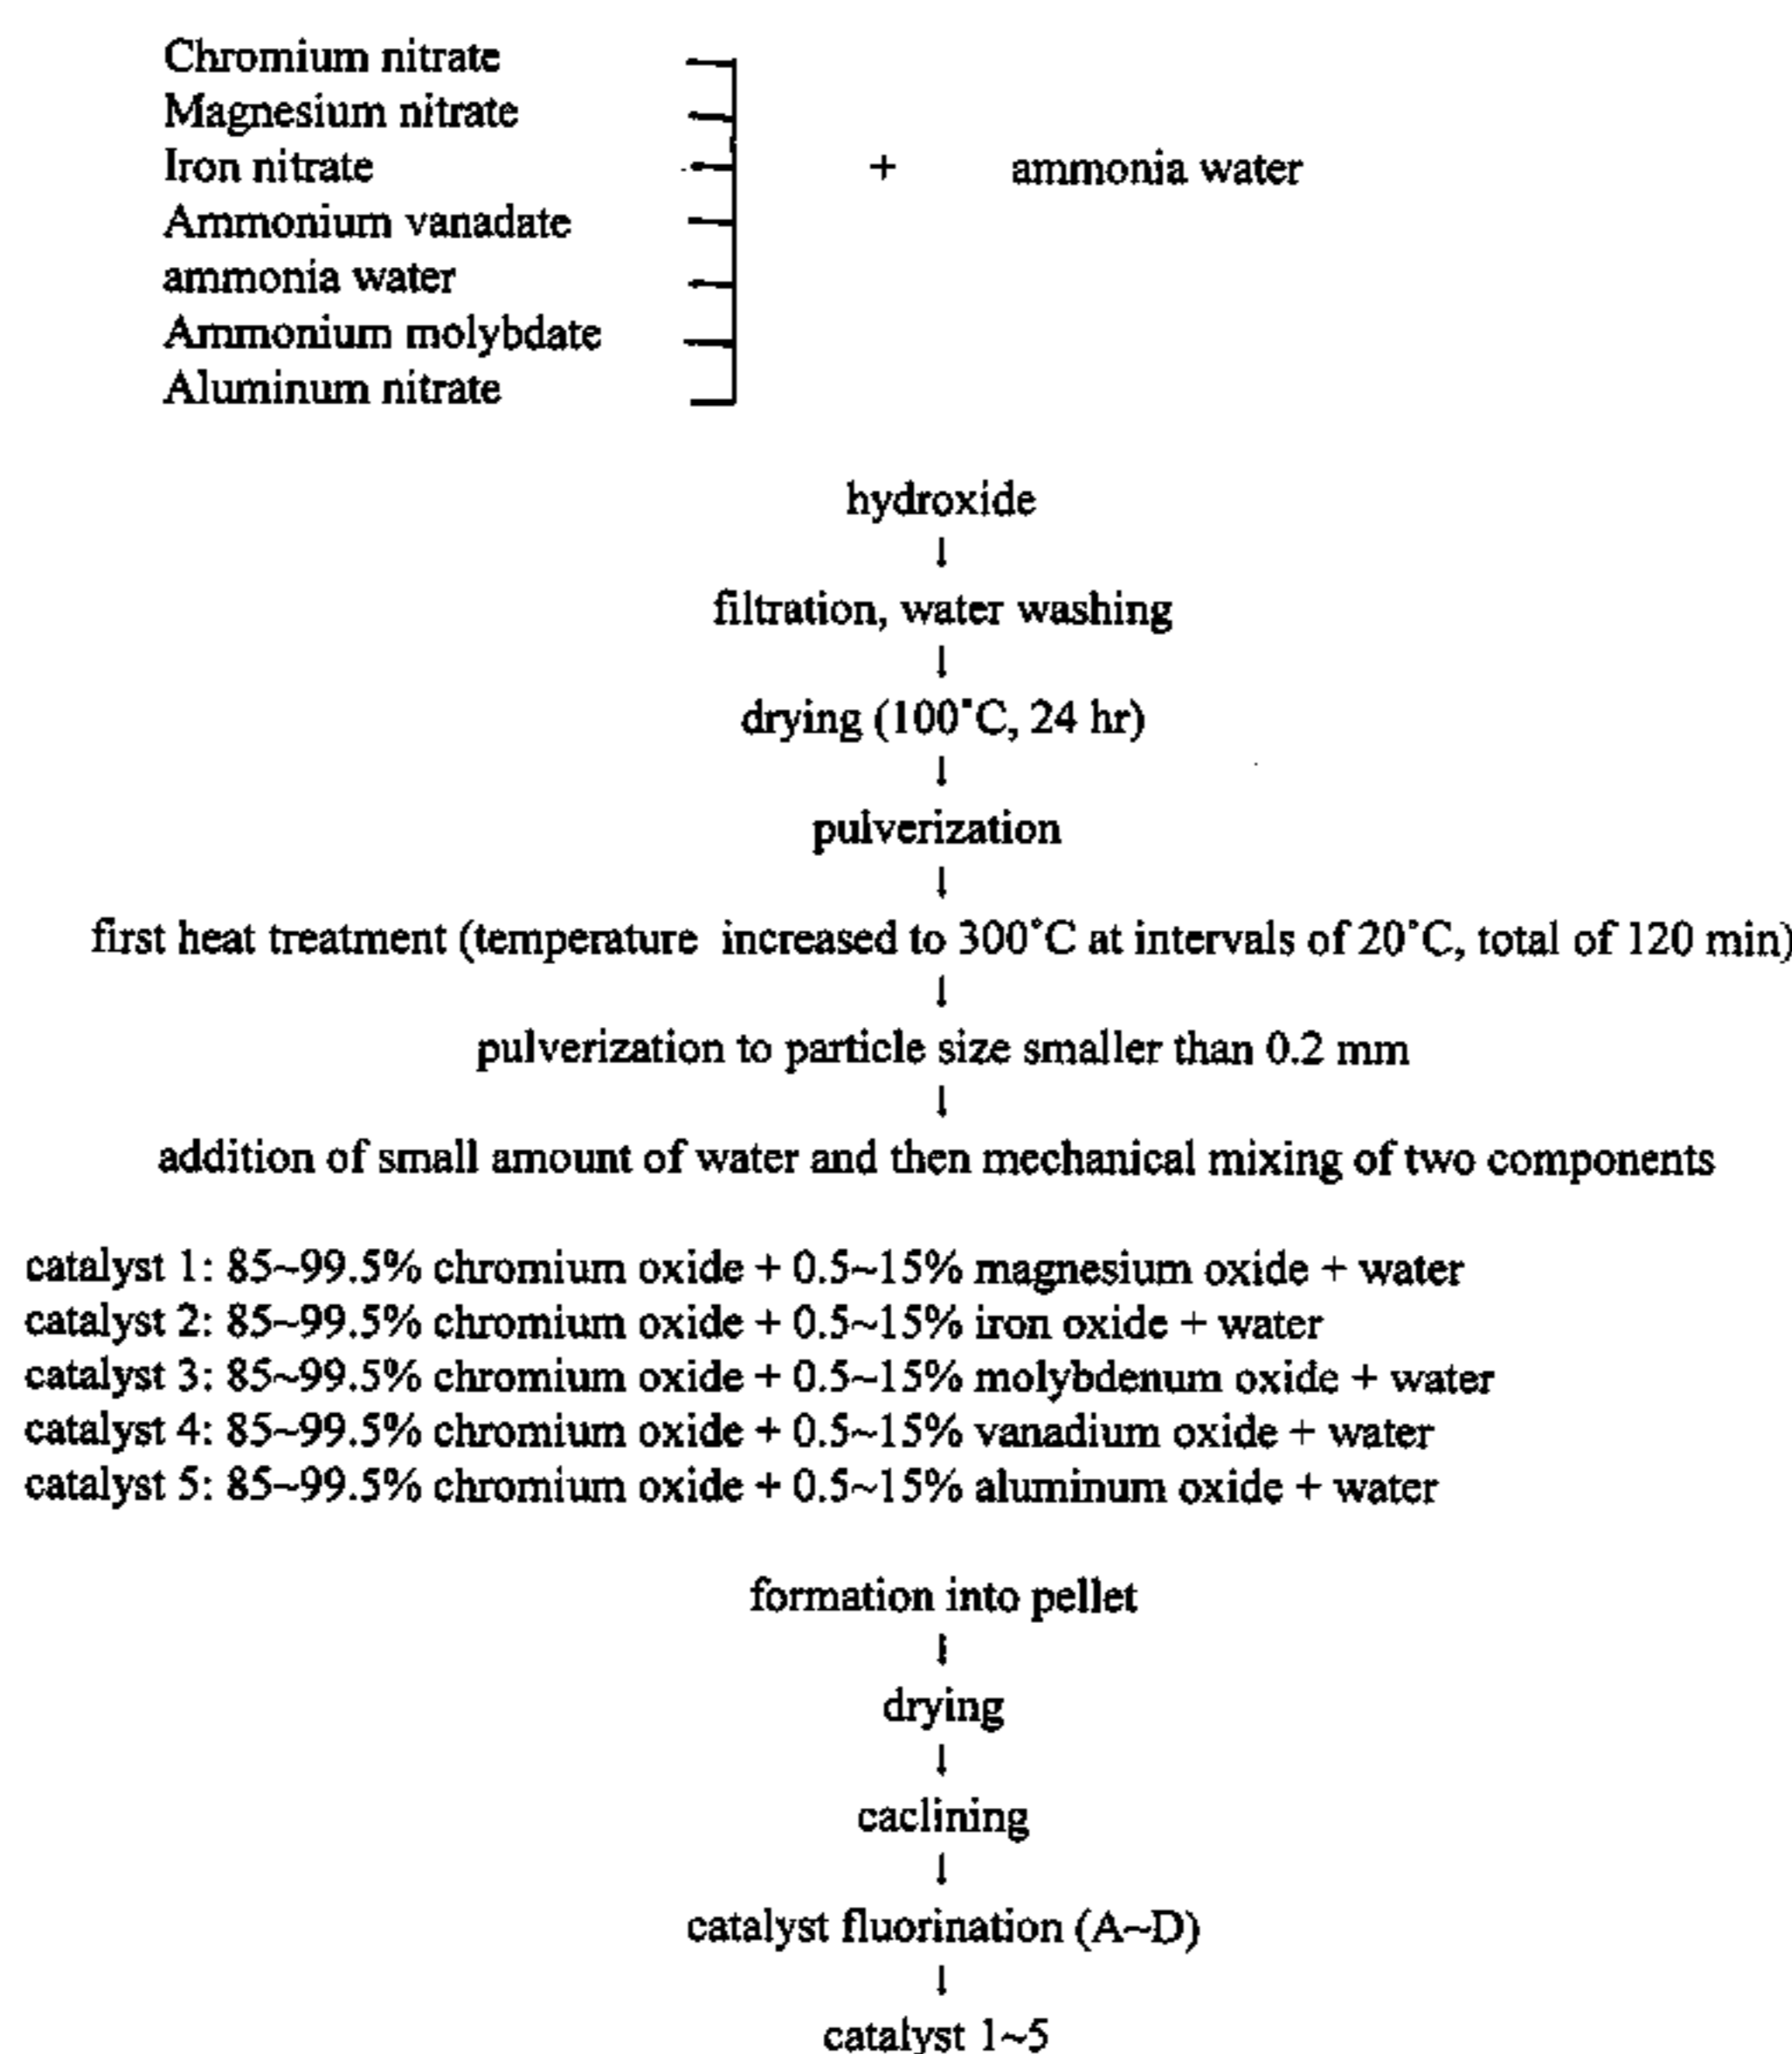 Chromium nitrate
Magnesium nitrate
Iron nitrate
+ ammonia water
Ammonium vanadate
ammonia water
Ammonium molybdate
Aluminum nitrate
hydroxide
↓
filtration, water washing
↓
drying (100°C, 24 hr)
↓
pulverization
↓
first heat treatment (temperature increased to 300°C at intervals of 20°C, total of 120 min)
↓
pulverization to particle size smaller than 0.2 mm
↓
addition of small amount of water and then mechanical mixing of two components
catalyst 1: 85~99.5% chromium oxide + 0.5~15% magnesium oxide + water
catalyst 2: 85~99.5% chromium oxide + 0.5~15% iron oxide + water
catalyst 3: 85~99.5% chromium oxide + 0.5~15% molybdenum oxide + water
catalyst 4: 85~99.5% chromium oxide + 0.5~15% vanadium oxide + water
catalyst 5: 85~99.5% chromium oxide + 0.5~15% aluminum oxide + water
formation into pellet
↓
drying
↓
caclining
↓
catalyst fluorination (A~D)
↓
catalyst 1~5